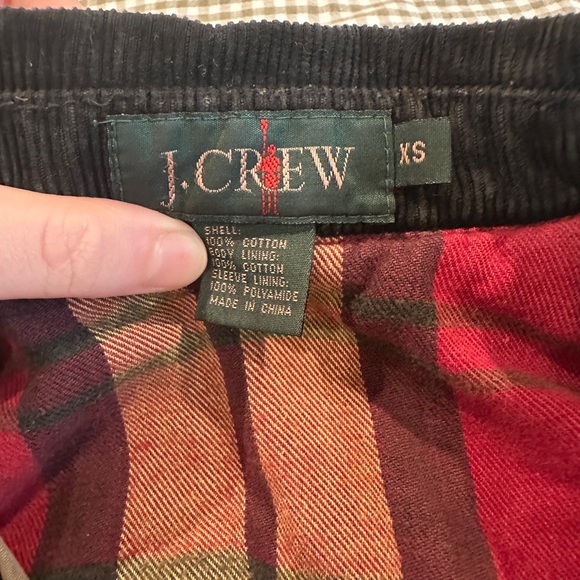 J.CREW
XS
SHELL:
100% COTTON
BODY LINING:
100% COTTON
SLEEVE LINING:
100% POLYAMIDE
MADE IN CHINA